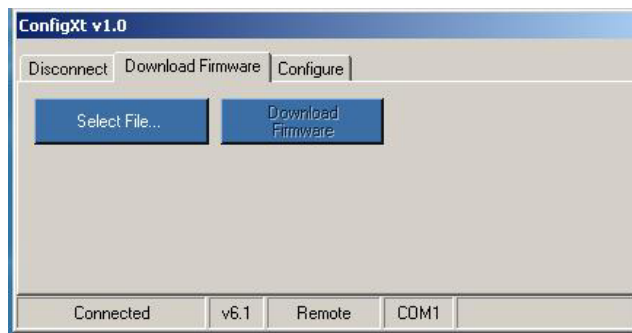 ConfigXt v1.0
Disconnect Download Firmware Configure
Select File... Download
Firmware
Connected v6.1 Remote COM1